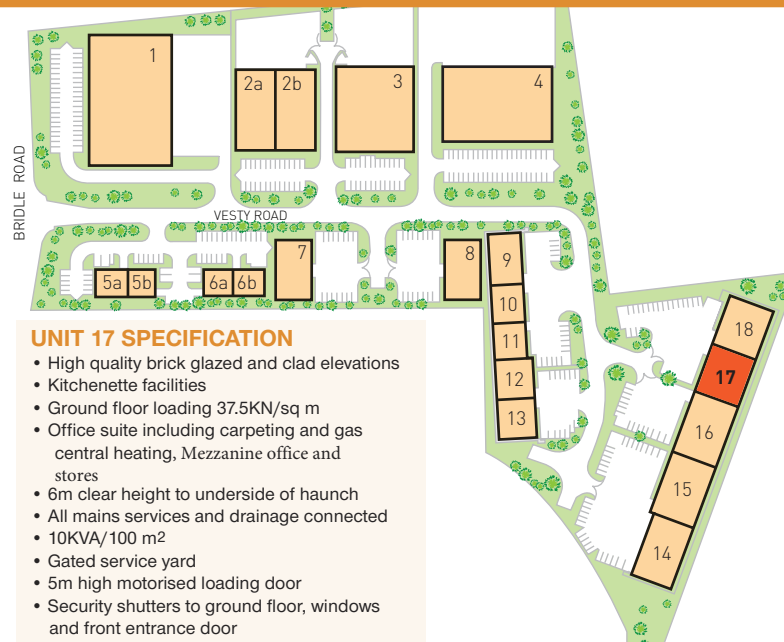 1
2a
2b
3
4
BRIDLE ROAD
VESTY ROAD
5a
5b
6a
6b
7
8
9
10
11
12
13
18
17
16
15
14
UNIT 17 SPECIFICATION
• High quality brick glazed and clad elevations
• Kitchenette facilities
• Ground floor loading 37.5KN/sq m
• Office suite including carpeting and gas
central heating, Mezzanine office and
stores
• 6m clear height to underside of haunch
• All mains services and drainage connected
• 10KVA/100 m²
• Gated service yard
• 5m high motorised loading door
• Security shutters to ground floor, windows
and front entrance door